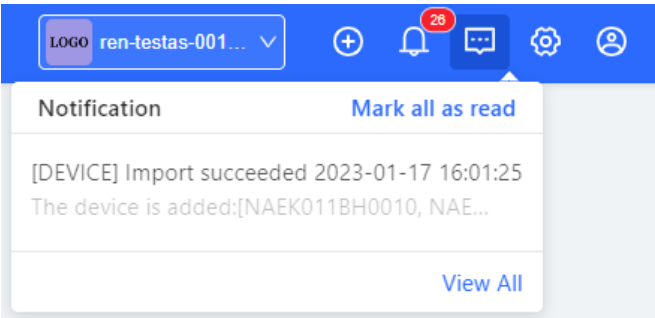 LOGO ren-testas-001... 26
Notification Mark all as read
[DEVICE] Import succeeded 2023-01-17 16:01:25
The device is added:[NAEK011BH0010, NAE...
View All